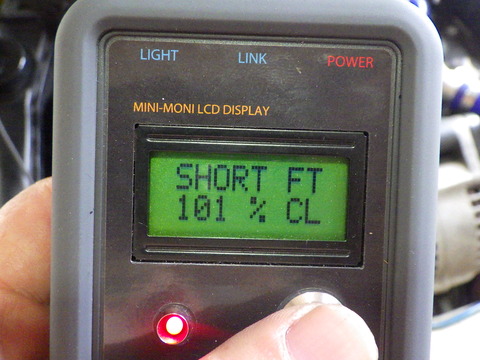 LIGHT LINK POWER
MINI-MONI LCD DISPLAY
SHORT FT
101 % CL